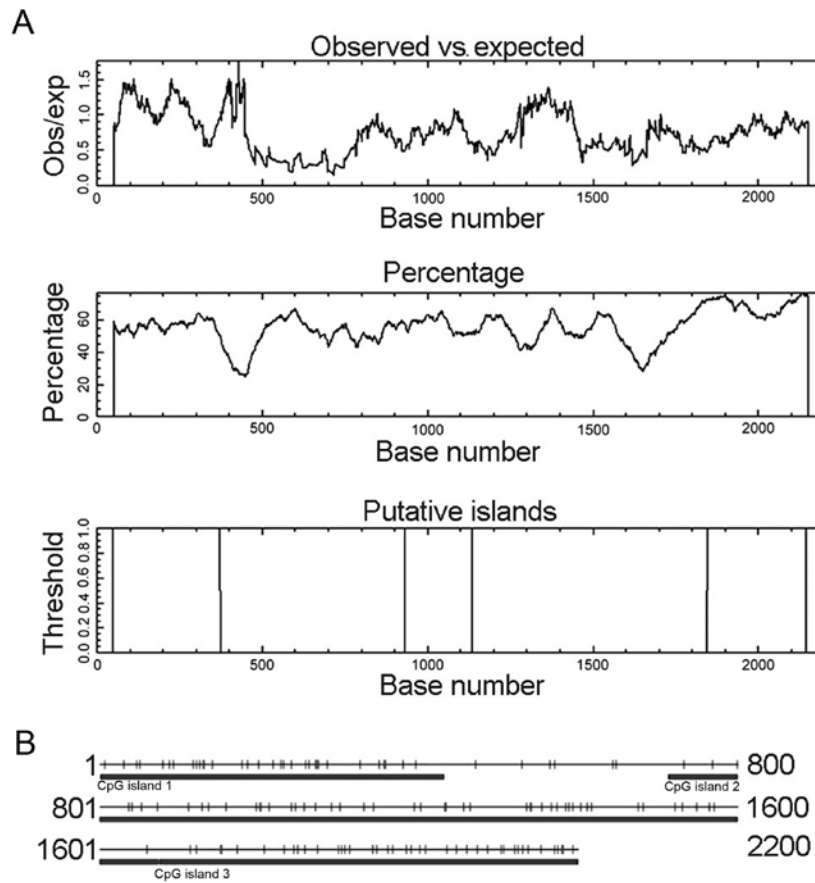 A
Observed vs. expected
Obs/exp
0.0 0.5 1.0 1.5
0 500 1000 1500 2000
Base number
Percentage
Percentage
0 20 40 60
0 500 1000 1500 2000
Base number
Putative islands
Threshold
0.0 0.2 0.4 0.6 0.8 1.0
0 500 1000 1500 2000
Base number
B
1 800
CpG island 1 CpG island 2
801 1600
1601 2200
CpG island 3